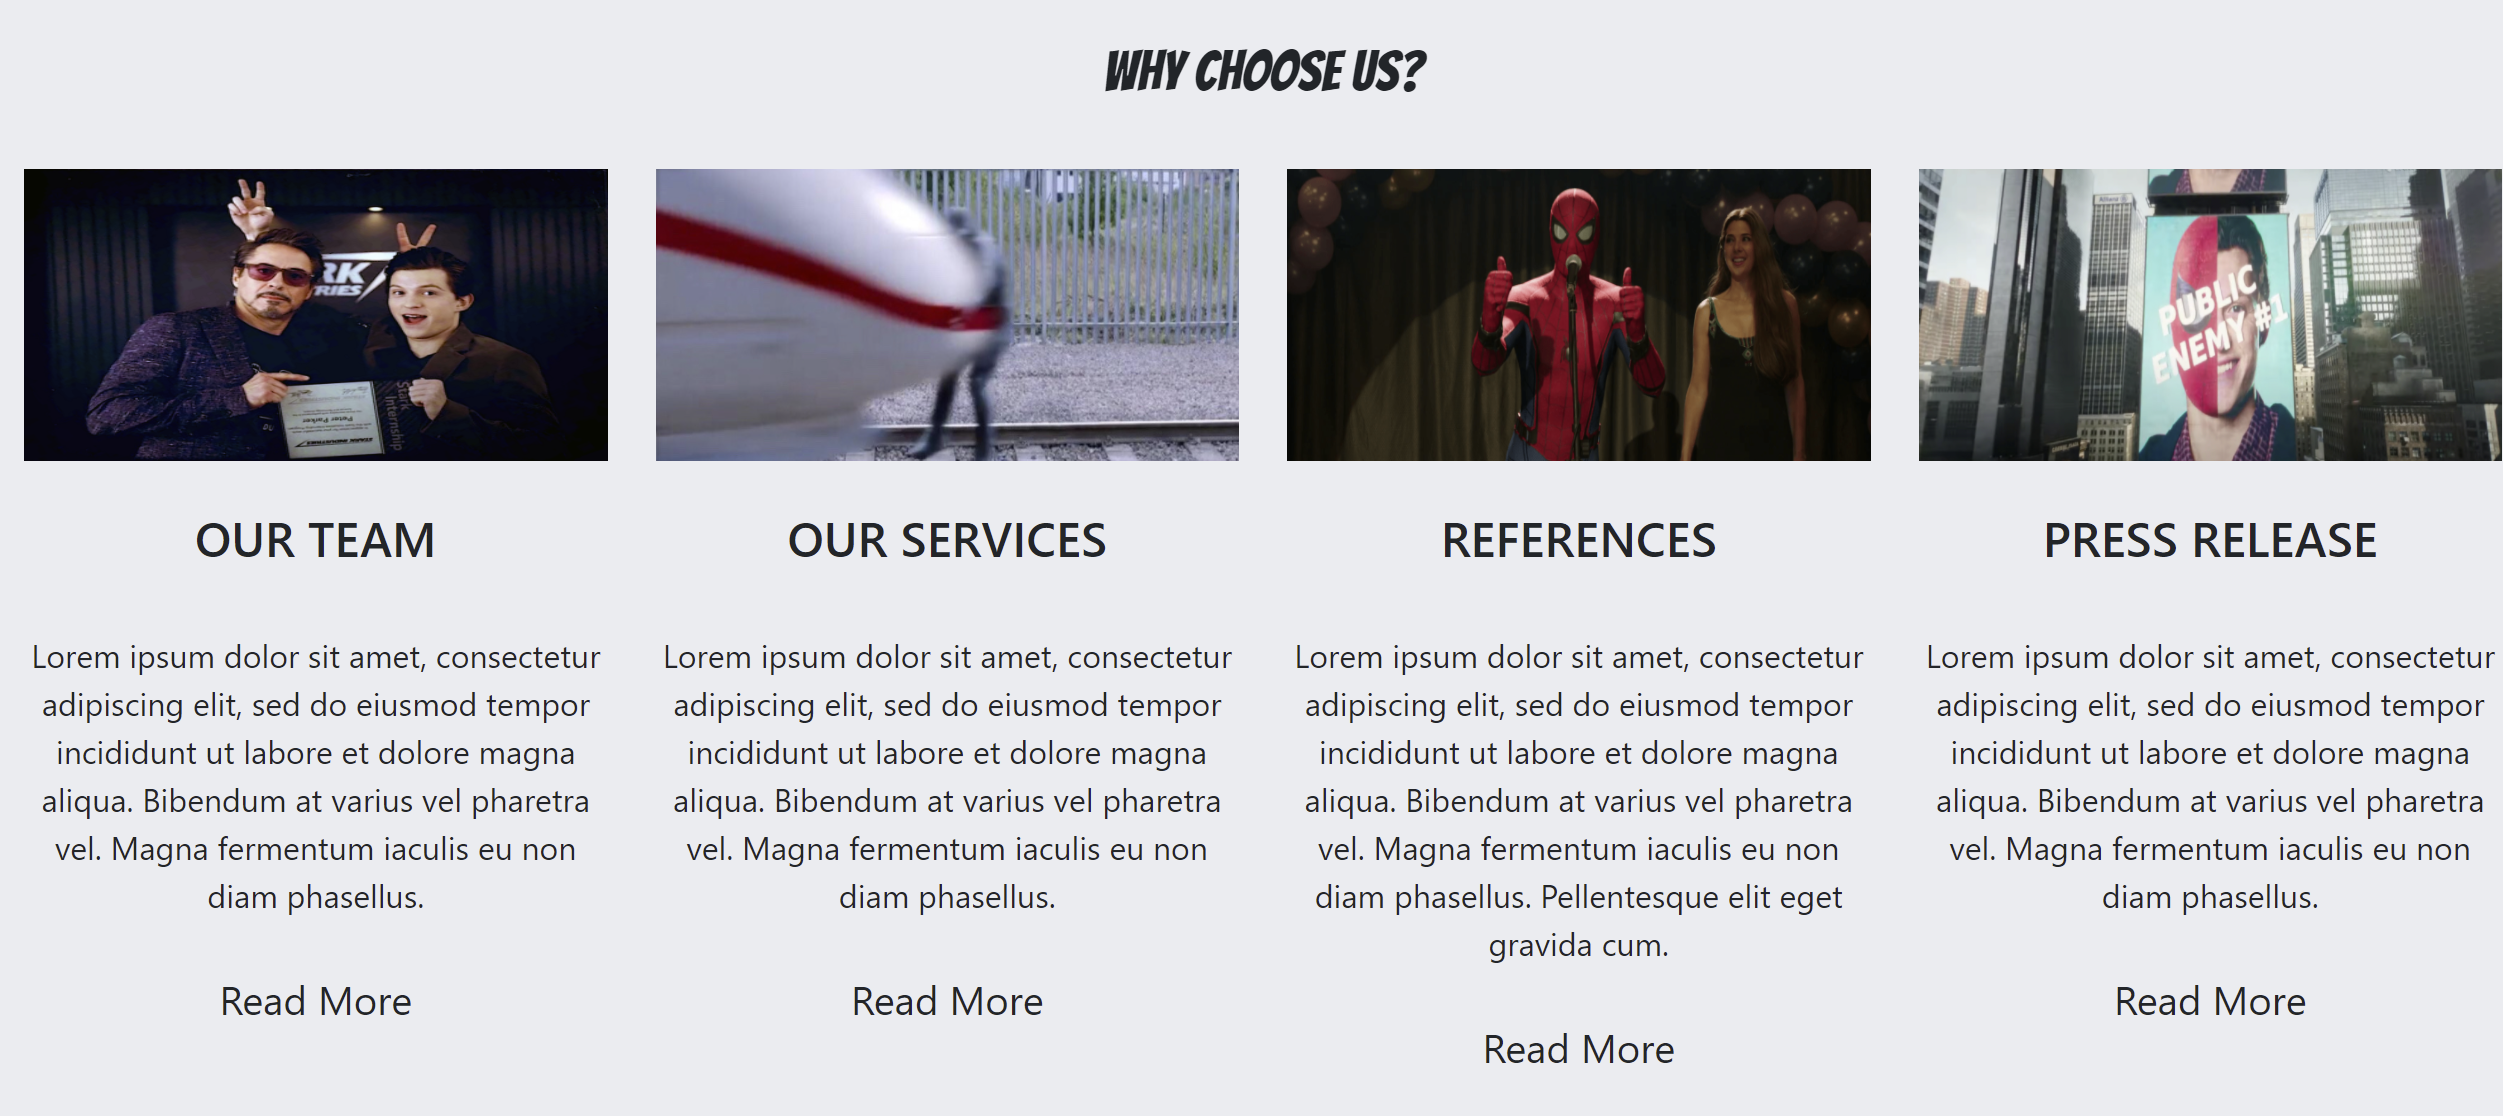 WHY CHOOSE US?
RK
RIES
Stark
Internship
Peter Parker
STARK INDUSTRIES
Allianz
PUBLIC
ENEMY #1
OUR TEAM
Lorem ipsum dolor sit amet, consectetur
adipiscing elit, sed do eiusmod tempor
incididunt ut labore et dolore magna
aliqua. Bibendum at varius vel pharetra
vel. Magna fermentum iaculis eu non
diam phasellus.
Read More
OUR SERVICES
Lorem ipsum dolor sit amet, consectetur
adipiscing elit, sed do eiusmod tempor
incididunt ut labore et dolore magna
aliqua. Bibendum at varius vel pharetra
vel. Magna fermentum iaculis eu non
diam phasellus.
Read More
REFERENCES
Lorem ipsum dolor sit amet, consectetur
adipiscing elit, sed do eiusmod tempor
incididunt ut labore et dolore magna
aliqua. Bibendum at varius vel pharetra
vel. Magna fermentum iaculis eu non
diam phasellus. Pellentesque elit eget
gravida cum.
Read More
PRESS RELEASE
Lorem ipsum dolor sit amet, consectetur
adipiscing elit, sed do eiusmod tempor
incididunt ut labore et dolore magna
aliqua. Bibendum at varius vel pharetra
vel. Magna fermentum iaculis eu non
diam phasellus.
Read More